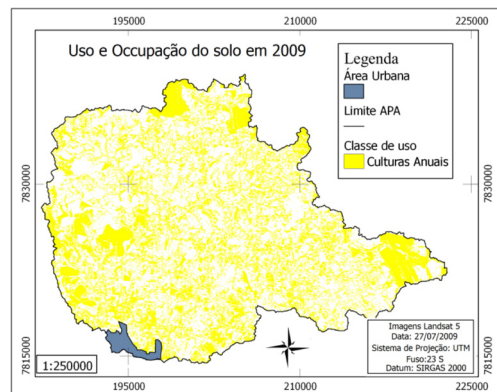 195000 210000 225000
Uso e Ocupação do solo em 2009
Legenda
Área Urbana
Limite APA
Classe de uso
Culturas Anuais
7830000 7830000
7815000 7815000
Imagens Landsat 5
Data: 27/07/2009
Sistema de Projeção: UTM
Fuso:23 S
Datum: SIRGAS 2000
1:250000
195000 210000 225000